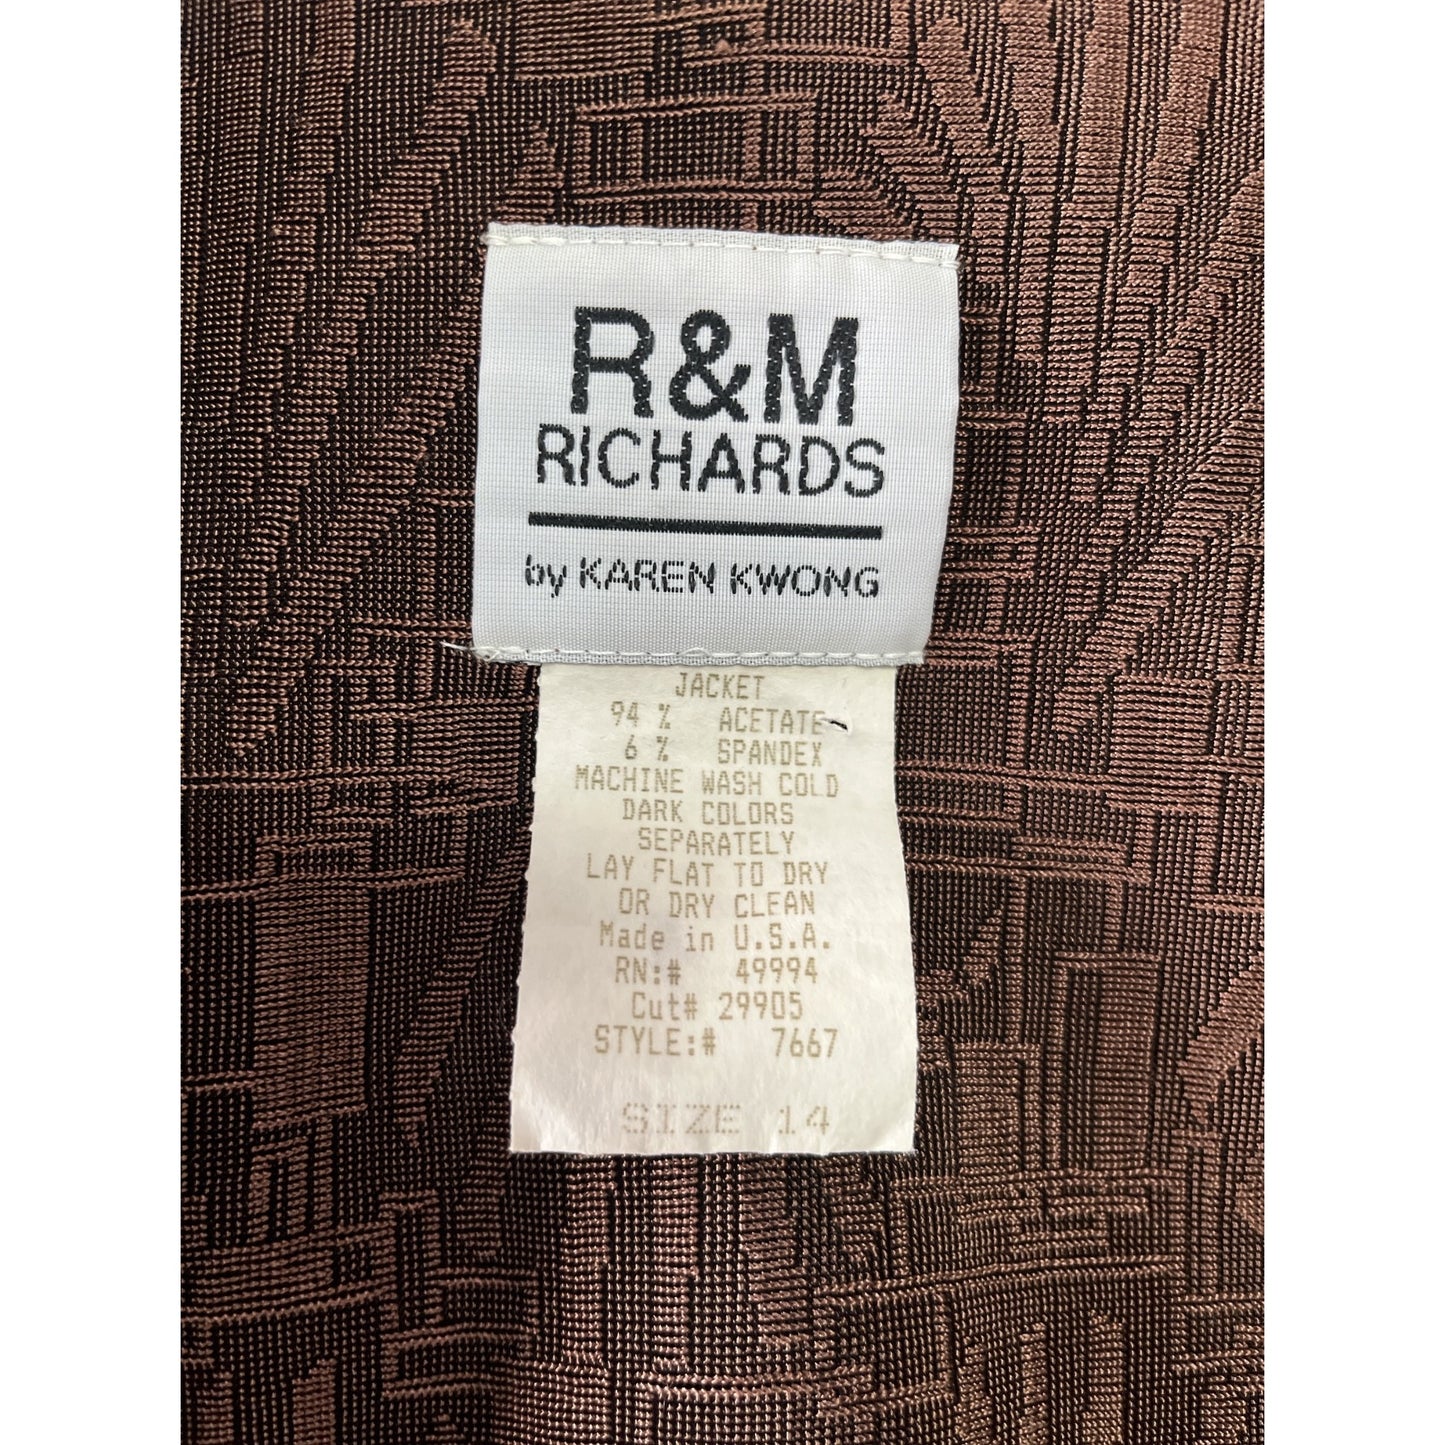 R&M
RICHARDS
by KAREN KWONG
JACKET
94 % ACETATE
6 % SPANDEX
MACHINE WASH COLD
DARK COLORS
SEPARATELY
LAY FLAT TO DRY
OR DRY CLEAN
Made in U.S.A.
RN:# 49994
Cut# 29905
STYLE:# 7667
SIZE 14